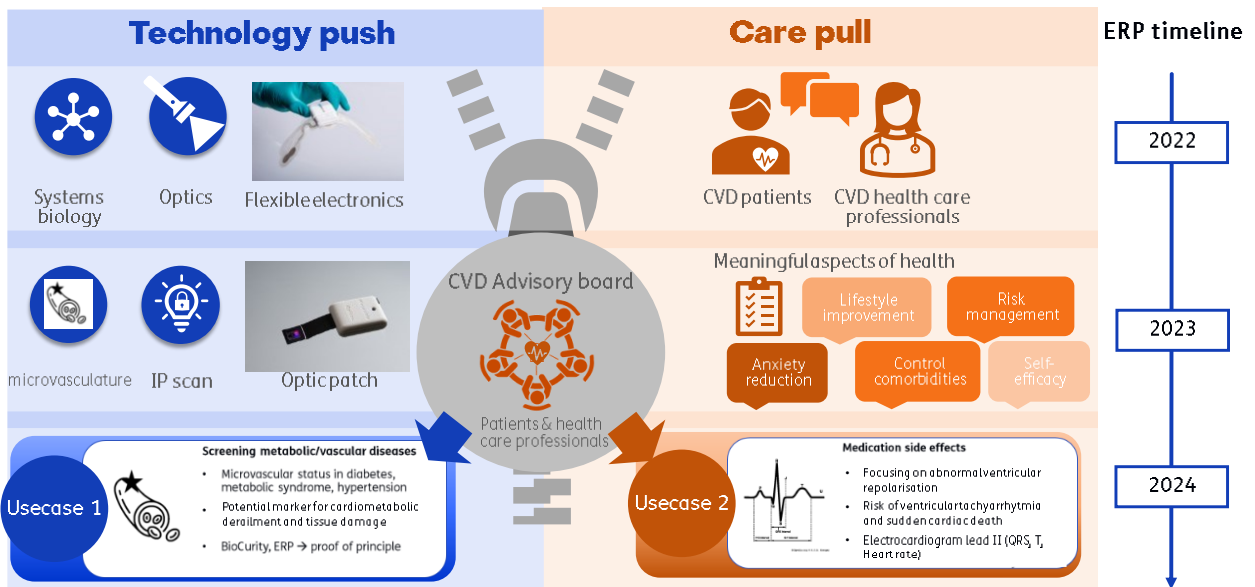 Technology push
Care pull
ERP timeline
Systems
biology
Optics
Flexible electronics
CVD patients
CVD health care
professionals
2022
microvasculature
IP scan
Optic patch
CVD Advisory board
Patients & health
care professionals
Meaningful aspects of health
Lifestyle
improvement
Risk
management
Anxiety
reduction
Control
comorbidities
Self-
efficacy
2023
Usecase 1
Screening metabolic/vascular diseases
• Microvascular status in diabetes,
metabolic syndrome, hypertension
• Potential marker for cardiometabolic
derailment and tissue damage
• BioCurity, ERP → proof of principle
Usecase 2
Medication side effects
• Focusing on abnormal ventricular
repolarisation
• Risk of ventricular tachyarrhytmia
and sudden cardiac death
• Electrocardiogram lead II (QRS, T,
Heart rate)
2024